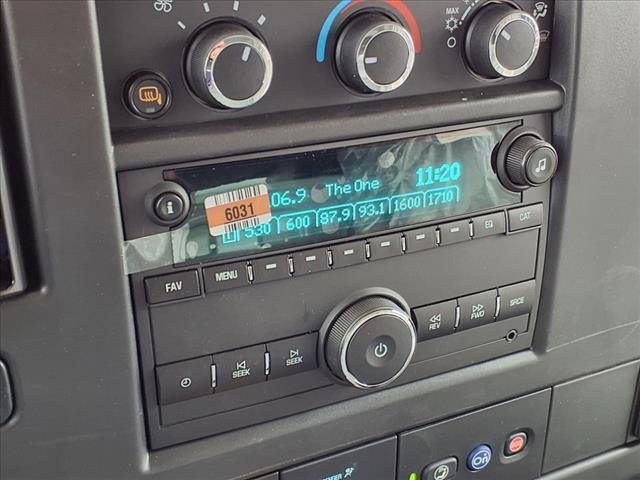 MAX
06.9 The One 11:20
6031
530 600 87.9 93.1 1600 1710
FAV MENU EQ CAT
SEEK SEEK REV FWD SRCE
On